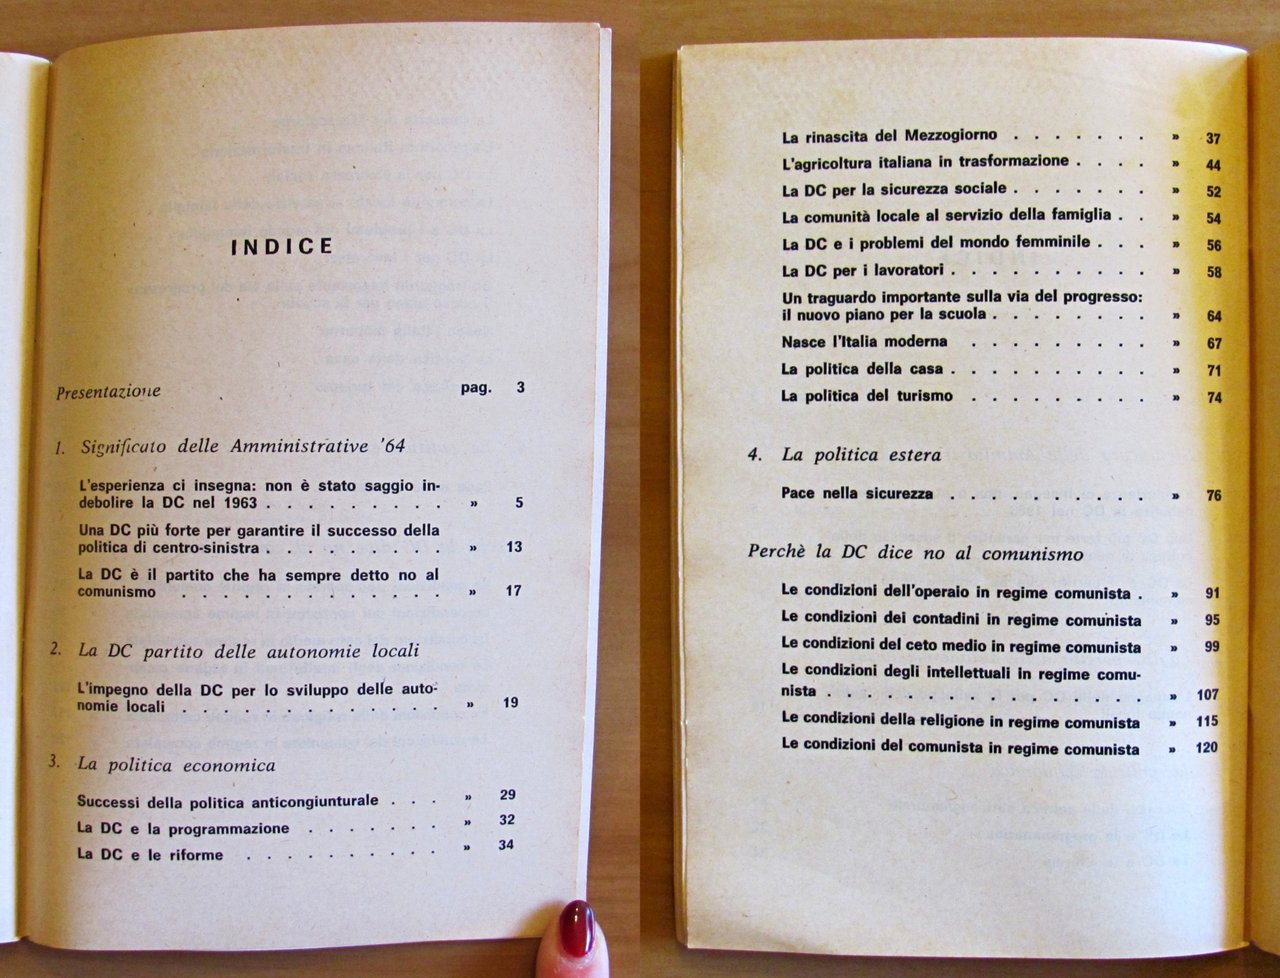 INDICE
Presentazione pag. 3
1. Significato delle Amministrative '64
L'esperienza ci insegna: non è stato saggio in-
debolire la DC nel 1963 . . . . . . . . . » 5
Una DC più forte per garantire il successo della
politica di centro-sinistra . . . . . . . . . » 13
La DC è il partito che ha sempre detto no al
comunismo . . . . . . . . . . . . . » 17
2. La DC partito delle autonomie locali
L'impegno della DC per lo sviluppo delle auto-
nomie locali . . . . . . . . . . . . . » 19
3. La politica economica
Successi della politica anticongiunturale . . . » 29
La DC e la programmazione . . . . . . . » 32
La DC e le riforme . . . . . . . . . . » 34
La rinascita del Mezzogiorno . . . . . . . » 37
L'agricoltura italiana in trasformazione . . . . » 44
La DC per la sicurezza sociale . . . . . . . » 52
La comunità locale al servizio della famiglia . . » 54
La DC e i problemi del mondo femminile . . . » 56
La DC per i lavoratori . . . . . . . . . . » 58
Un traguardo importante sulla via del progresso:
il nuovo piano per la scuola . . . . . . . . » 64
Nasce l'Italia moderna . . . . . . . . . » 67
La politica della casa . . . . . . . . . . » 71
La politica del turismo . . . . . . . . . » 74
4. La politica estera
Pace nella sicurezza . . . . . . . . . . » 76
Perchè la DC dice no al comunismo
Le condizioni dell'operaio in regime comunista . » 91
Le condizioni dei contadini in regime comunista » 95
Le condizioni del ceto medio in regime comunista » 99
Le condizioni degli intellettuali in regime comu-
nista . . . . . . . . . . . . . . . » 107
Le condizioni della religione in regime comunista » 115
Le condizioni del comunista in regime comunista » 120